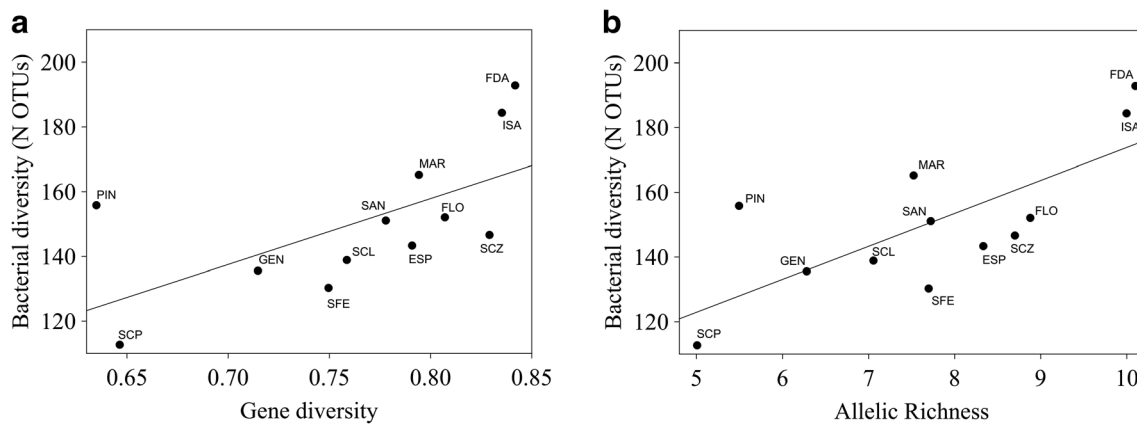 a
Bacterial diversity (N OTUs)
200
180
160
140
120
FDA
ISA
MAR
PIN
SAN
FLO
SCZ
ESP
SCL
GEN
SFE
SCP
0.65 0.70 0.75 0.80 0.85
Gene diversity
b
Bacterial diversity (N OTUs)
200
180
160
140
120
FDA
ISA
MAR
PIN
SAN
FLO
SCZ
ESP
SCL
GEN
SFE
SCP
5 6 7 8 9 10
Allelic Richness